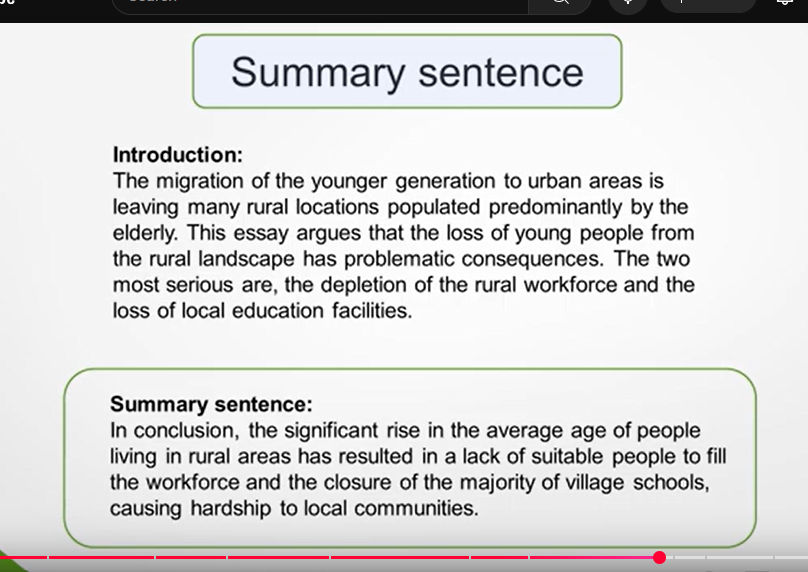 Summary sentence
Introduction:
The migration of the younger generation to urban areas is
leaving many rural locations populated predominantly by the
elderly. This essay argues that the loss of young people from
the rural landscape has problematic consequences. The two
most serious are, the depletion of the rural workforce and the
loss of local education facilities.
Summary sentence:
In conclusion, the significant rise in the average age of people
living in rural areas has resulted in a lack of suitable people to fill
the workforce and the closure of the majority of village schools,
causing hardship to local communities.